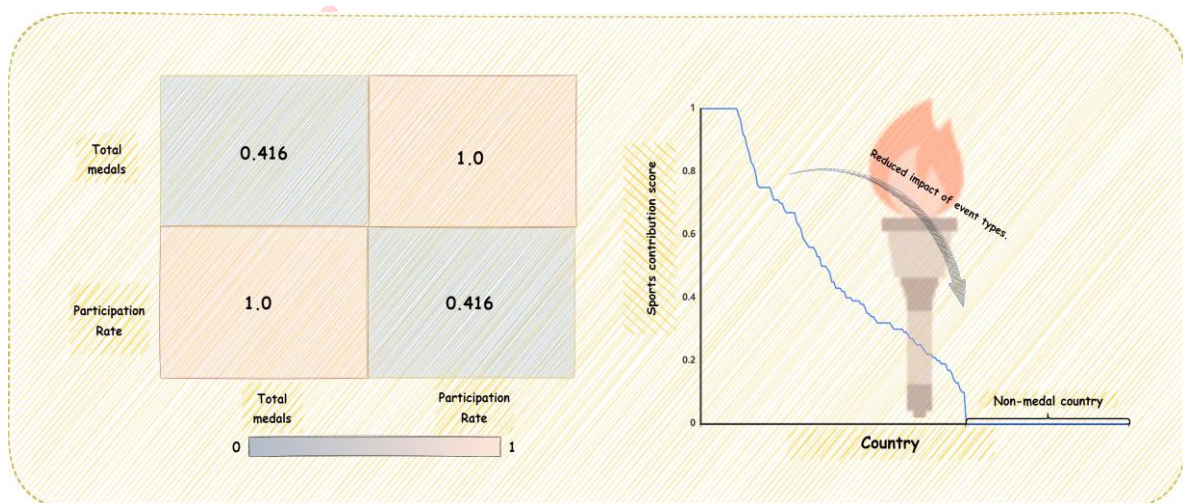 Total
medals
0.416
1.0
Participation
Rate
1.0
0.416
Total
medals
Participation
Rate
0
1
Sports contribution score
1
0.8
0.6
0.4
0.2
0
Reduced impact of
event types.
Non-medal country
Country